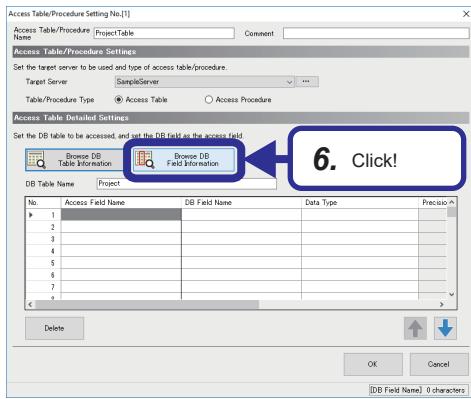 Access Table/Procedure Setting No.[1]
Access Table/Procedure
Name
ProjectTable
Comment
Access Table/Procedure Settings
Set the target server to be used and type of access table/procedure.
Target Server
SampleServer
...
Table/Procedure Type
Access Table
Access Procedure
Access Table Detailed Settings
Set the DB table to be accessed, and set the DB field as the access field.
Browse DB
Table Information
Browse DB
Field Information
6. Click!
DB Table Name
Project
No. Access Field Name DB Field Name Data Type Precisio
1
2
3
4
5
6
7
Delete
OK
Cancel
[DB Field Name] 0 characters